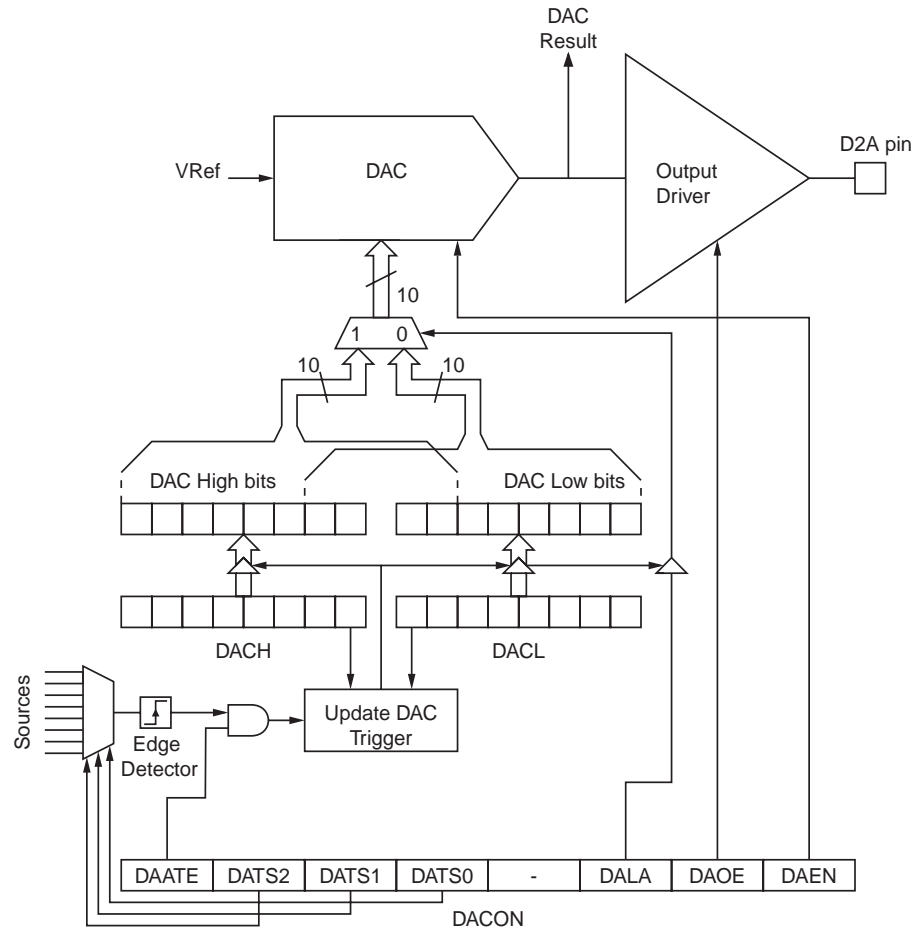 DAC
Result
D2A pin
VRef
DAC
Output
Driver
10
1 0
10 10
DAC High bits DAC Low bits
DACH DACL
Sources
Edge
Detector
Update DAC
Trigger
DAATE DATS2 DATS1 DATS0 - DALA DAOE DAEN
DACON